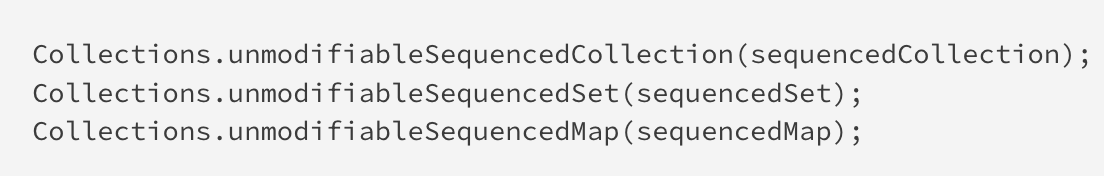 Collections.unmodifiableSequencedCollection(sequencedCollection);
Collections.unmodifiableSequencedSet(sequencedSet);
Collections.unmodifiableSequencedMap(sequencedMap);